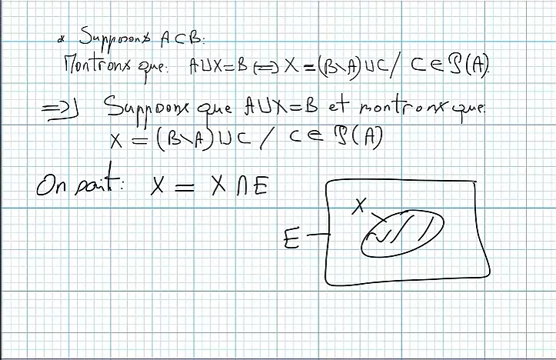 * Supposons A⊂B:
Montrons que: A∪X=B ⟺ X=(B\A)∪C / C∈𝒫(A).
⟹) Supposons que A∪X=B et montrons que:
X=(B\A)∪C / C∈𝒫(A)
On sait: X = X∩E
X
E